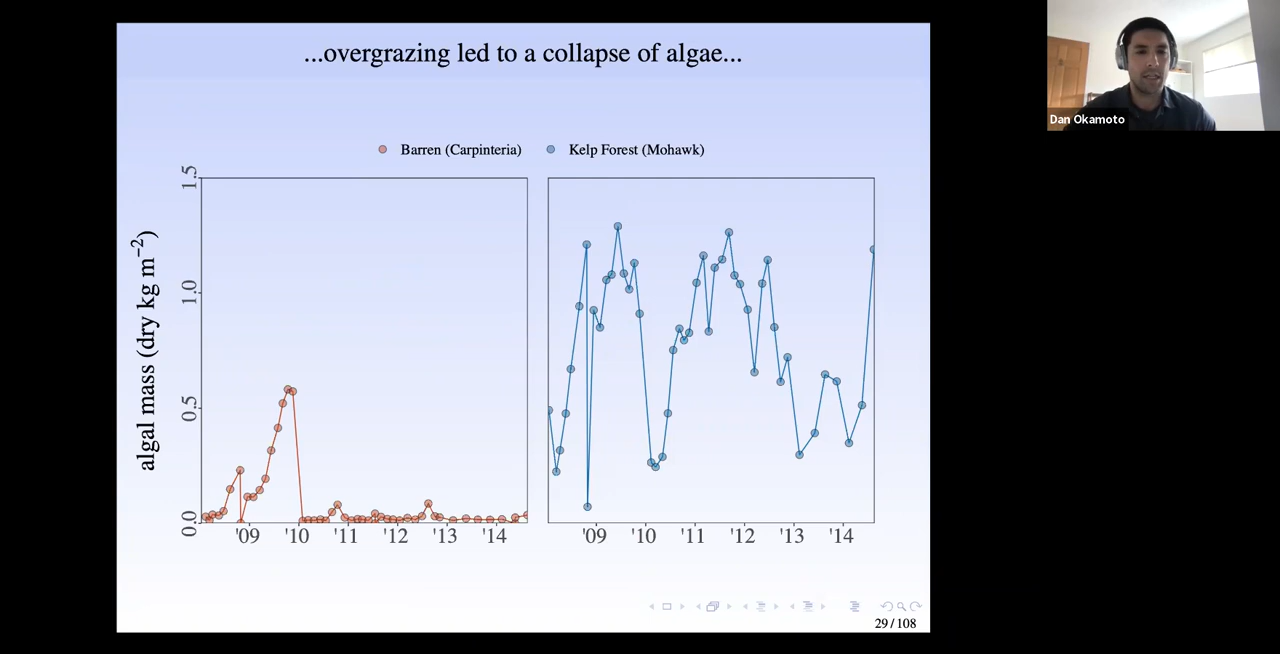 ...overgrazing led to a collapse of algae...
Dan Okamoto
Barren (Carpinteria) Kelp Forest (Mohawk)
algal mass (dry kg m⁻²)
1.5
1.0
0.5
0.0
'09 '10 '11 '12 '13 '14
'09 '10 '11 '12 '13 '14
29 / 108